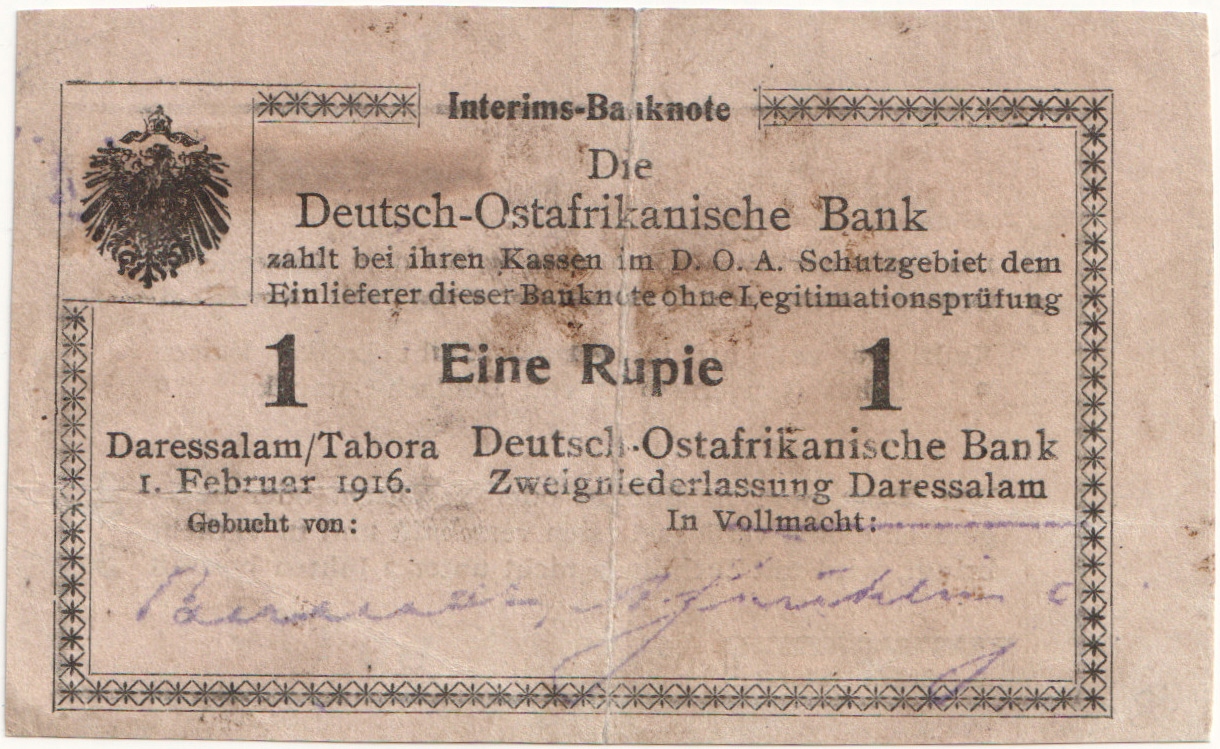 Interims-Banknote
Die
Deutsch-Ostafrikanische Bank
zahlt bei ihren Kassen im D. O. A. Schutzgebiet dem
Einlieferer dieser Banknote ohne Legitimationsprüfung
1 Eine Rupie 1
Daressalam/Tabora
1. Februar 1916.
Gebucht von:
Deutsch-Ostafrikanische Bank
Zweigniederlassung Daressalam
In Vollmacht: